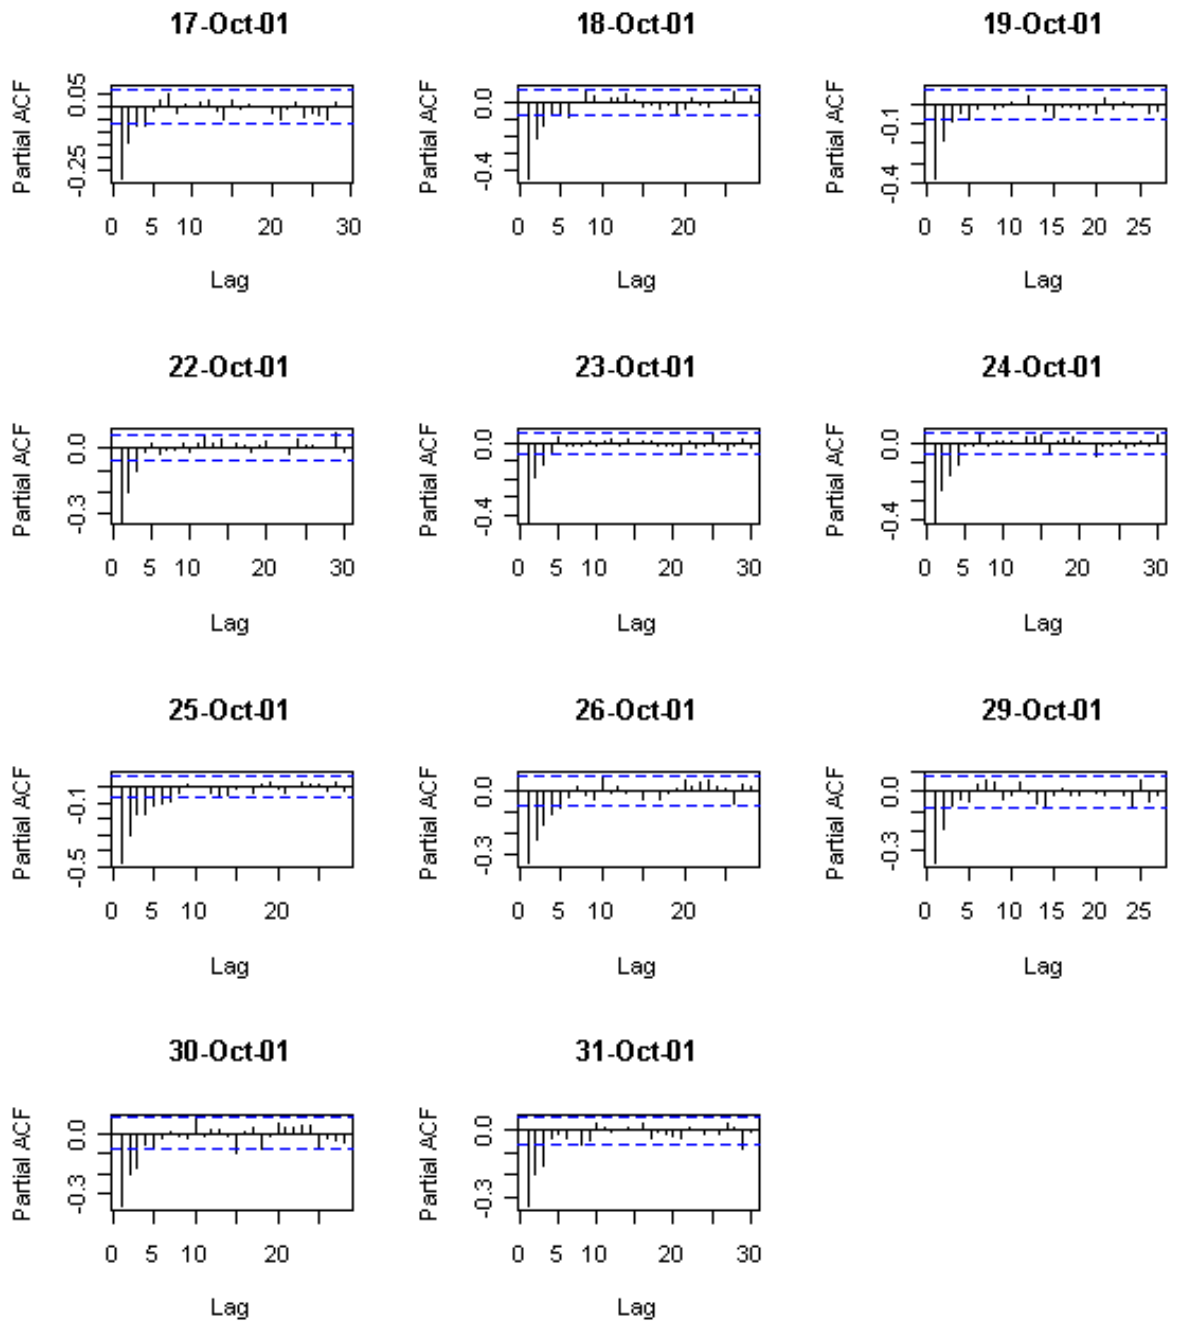 17-Oct-01 18-Oct-01 19-Oct-01
Partial ACF Partial ACF Partial ACF
0.05 -0.25 0.0 -0.4 -0.1 -0.4
0 5 10 20 30 0 5 10 20 0 5 10 15 20 25
Lag Lag Lag
22-Oct-01 23-Oct-01 24-Oct-01
Partial ACF Partial ACF Partial ACF
0.0 -0.3 0.0 -0.4 0.0 -0.4
0 5 10 20 30 0 5 10 20 30 0 5 10 20 30
Lag Lag Lag
25-Oct-01 26-Oct-01 29-Oct-01
Partial ACF Partial ACF Partial ACF
-0.1 -0.5 0.0 -0.3 0.0 -0.3
0 5 10 20 0 5 10 20 0 5 10 15 20 25
Lag Lag Lag
30-Oct-01 31-Oct-01
Partial ACF Partial ACF
0.0 -0.3 0.0 -0.3
0 5 10 20 0 5 10 20 30
Lag Lag